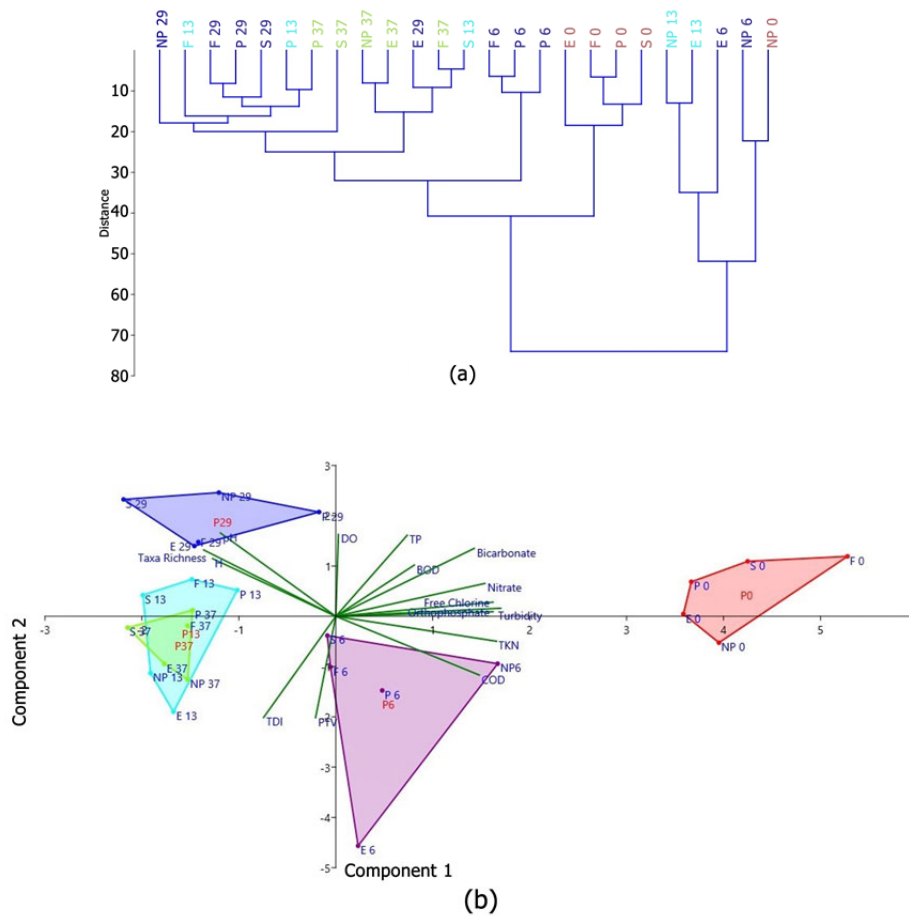 NP 29 F 13 F 29 P 29 S 29 P 13 P 37 S 37 NP 37 E 37 E 29 F 37 S 13 F 6 P 6 P 6 E 0 F 0 P 0 S 0 NP 13 E 13 E 6 NP 6 NP 0
10
20
30
40
50
60
70
80
Distance
(a)
3
S 29 NP 29
P29 PH
E 29 F 29
DO TP
Bicarbonate
Taxa Richness
H
BOD
1
F 13 P 13
S 13
Nitrate
Free Chlorine
Orthophosphate
Turbidity
P 0 S 0 F 0
P0
E 0
NP 0
-3 -1 1 2 3 4 5
P 37
F 37
P13
P37
E 37
NP 13 NP 37
E 13
S 6
F 6
P 6
P6
TKN
NP6
COD
TDI PTV
-2
-3
-4
-5
E 6
Component 2
Component 1
(b)